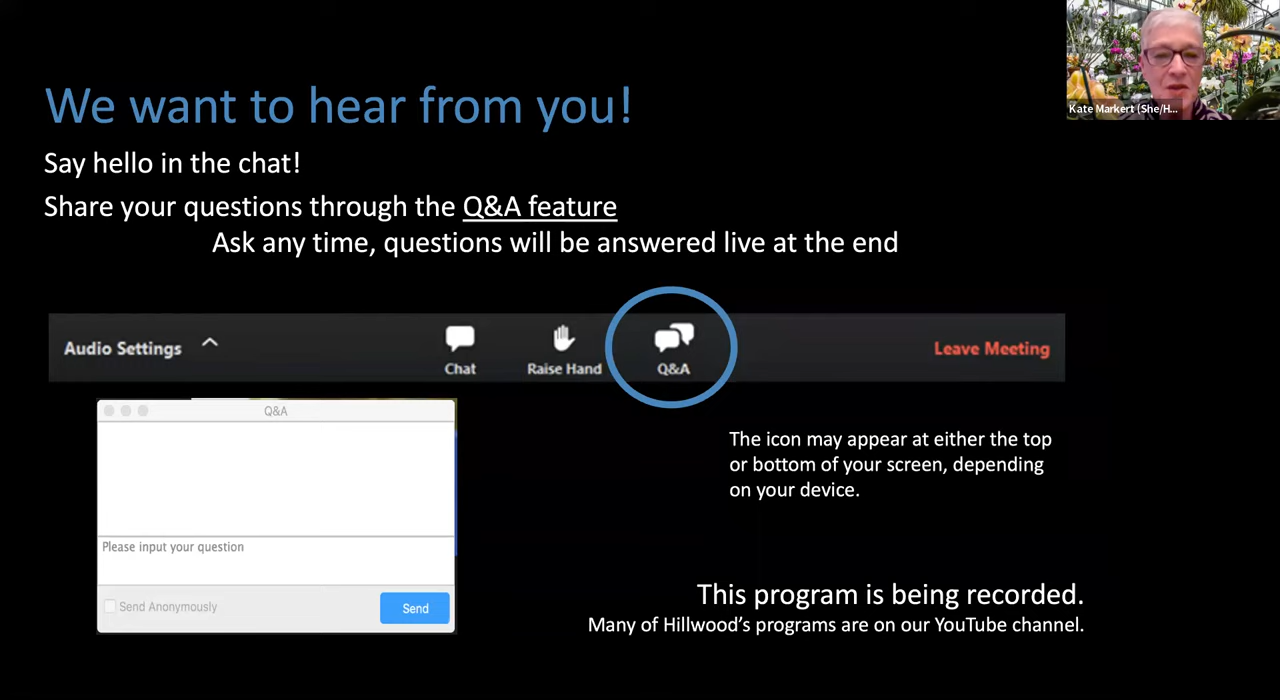 We want to hear from you!
Kate Markert (She/H...
Say hello in the chat!
Share your questions through the Q&A feature
Ask any time, questions will be answered live at the end
Audio Settings
Chat
Raise Hand
Q&A
Leave Meeting
Q&A
The icon may appear at either the top
or bottom of your screen, depending
on your device.
Please input your question
Send Anonymously
Send
This program is being recorded.
Many of Hillwood's programs are on our YouTube channel.